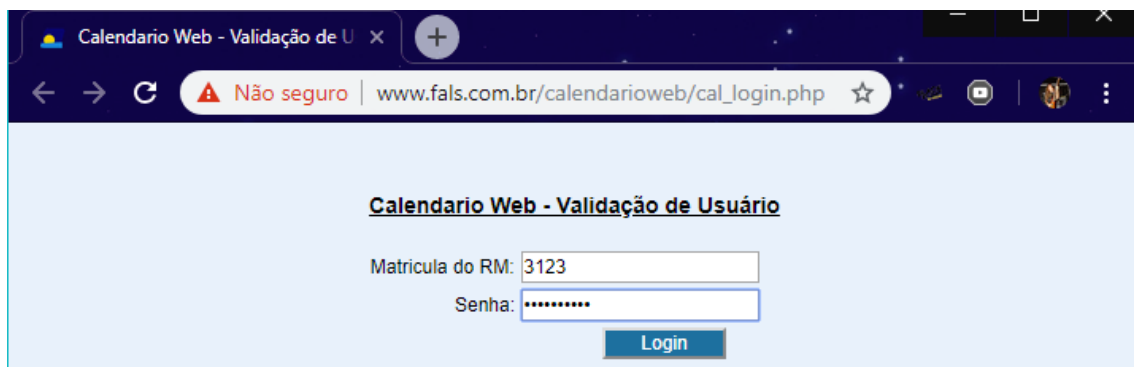 Calendario Web - Validação de U
Não seguro | www.fals.com.br/calendarioweb/cal_login.php
Calendario Web - Validação de Usuário
Matricula do RM: 3123
Senha: ••••••••••
Login